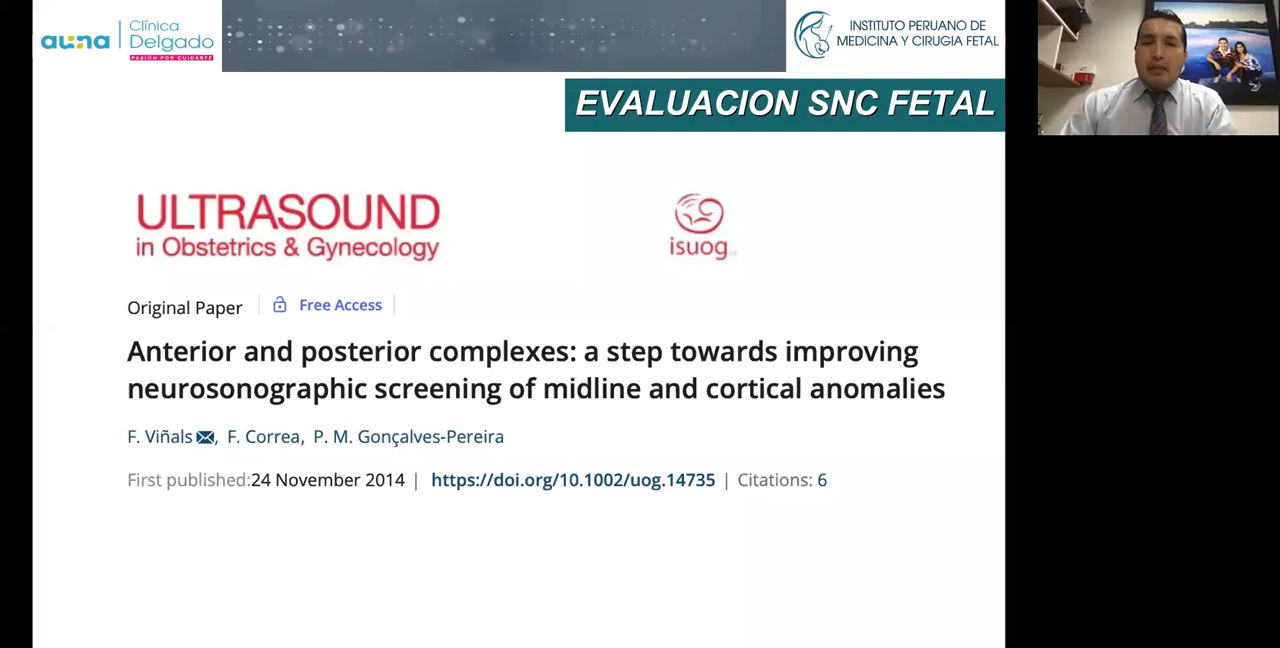 auna
Clínica
Delgado
PASIÓN POR CUIDARTE
INSTITUTO PERUANO DE
MEDICINA Y CIRUGIA FETAL
EVALUACION SNC FETAL
ULTRASOUND
in Obstetrics & Gynecology
isuog
Original Paper
Free Access
Anterior and posterior complexes: a step towards improving
neurosonographic screening of midline and cortical anomalies
F. Viñals, F. Correa, P. M. Gonçalves-Pereira
First published:24 November 2014 | https://doi.org/10.1002/uog.14735 | Citations: 6